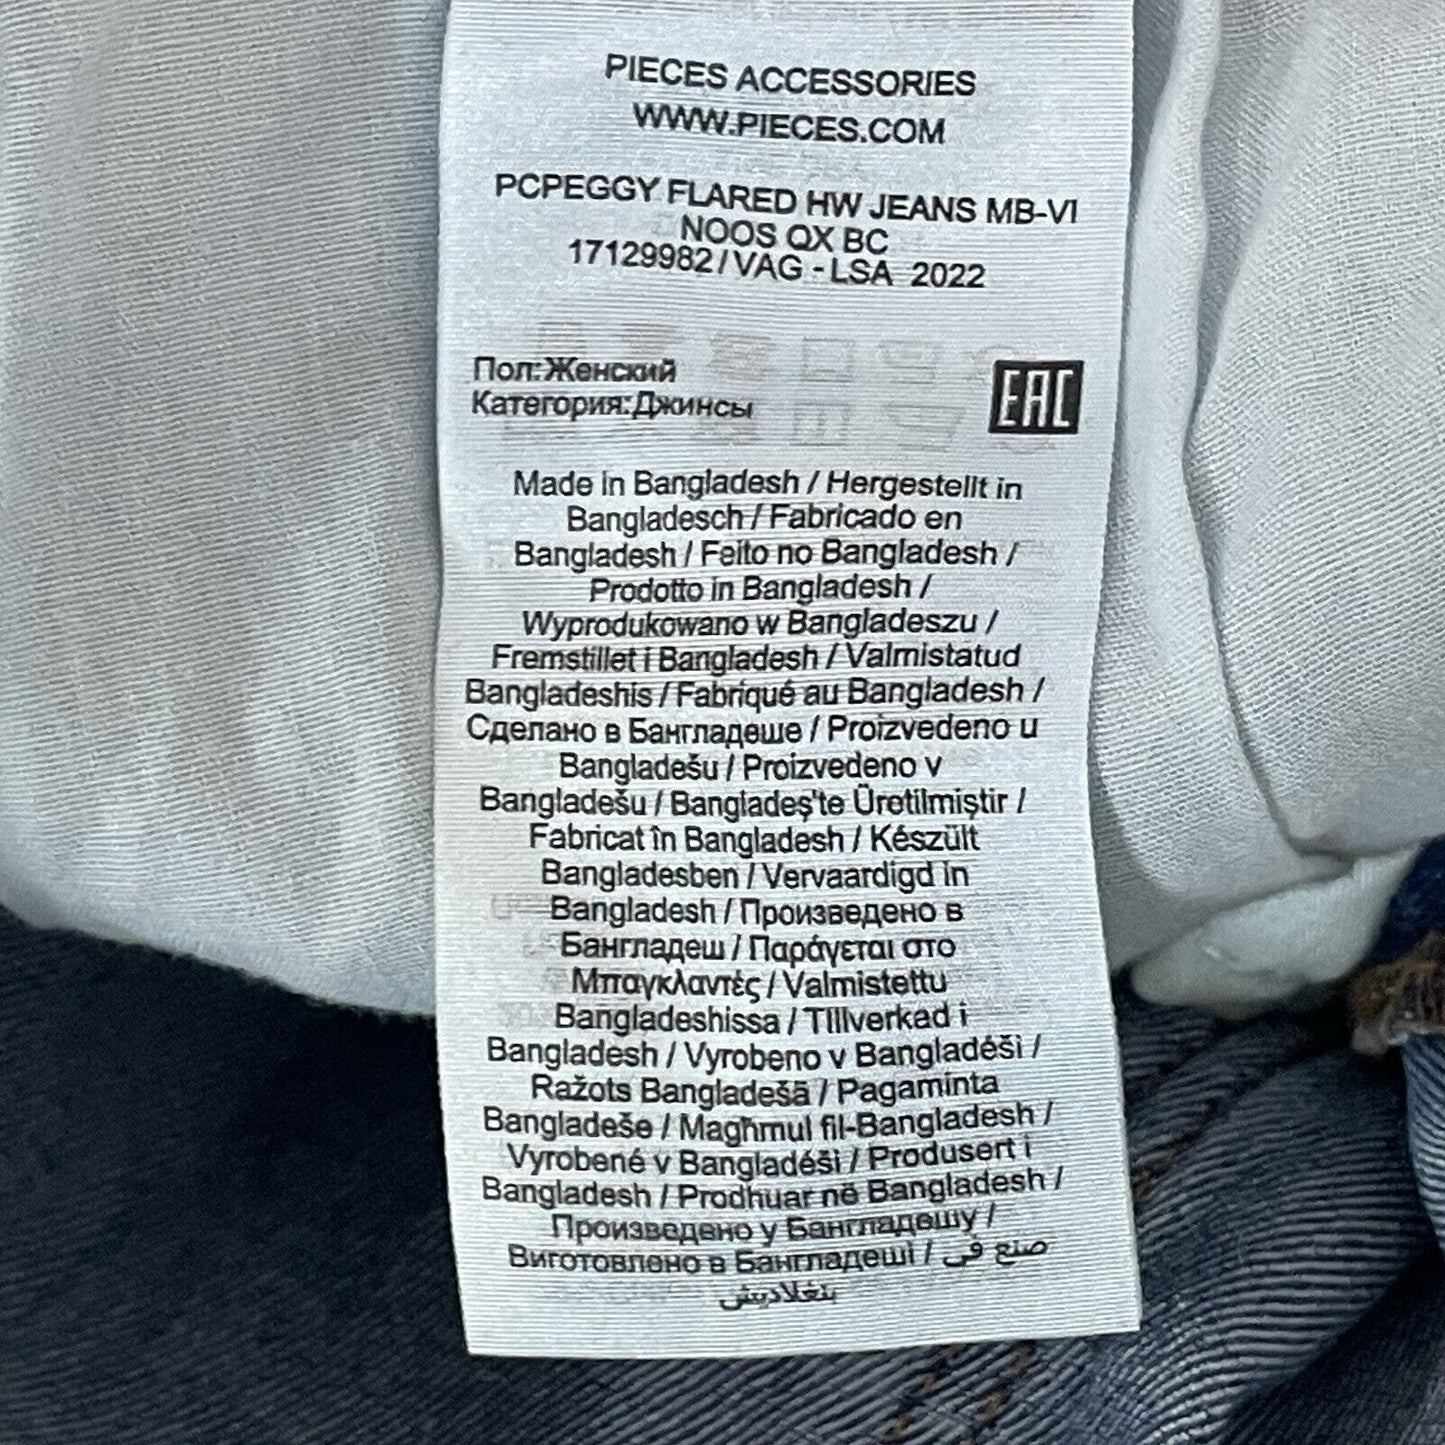 PIECES ACCESSORIES
WWW.PIECES.COM
PCPEGGY FLARED HW JEANS MB-VI
NOOS QX BC
17129982/VAG - LSA 2022
Пол:Женский
Категория:Джинсы
EAC
Made in Bangladesh / Hergestellt in
Bangladesch / Fabricado en
Bangladesh / Feito no Bangladesh /
Prodotto in Bangladesh /
Wyprodukowano w Bangladeszu /
Fremstillet i Bangladesh / Valmistatud
Bangladeshis / Fabriqué au Bangladesh /
Сделано в Бангладеше / Proizvedeno u
Bangladešu / Proizvedeno v
Bangladešu / Bangladeş'te Üretilmiştir /
Fabricat în Bangladesh / Készült
Bangladesben / Vervaardigd in
Bangladesh / Произведено в
Бангладеш / Παράγεται στο
Μπαγκλαντές / Valmistettu
Bangladeshissa / Tillverkad i
Bangladesh / Vyrobeno v Bangladéši /
Ražots Bangladešā / Pagaminta
Bangladeše / Magħmul fil-Bangladesh /
Vyrobené v Bangladéši / Produsert i
Bangladesh / Prodhuar në Bangladesh /
Произведено у Бангладешу /
Виготовлено в Бангладеші / صنع في
بنغلاديش